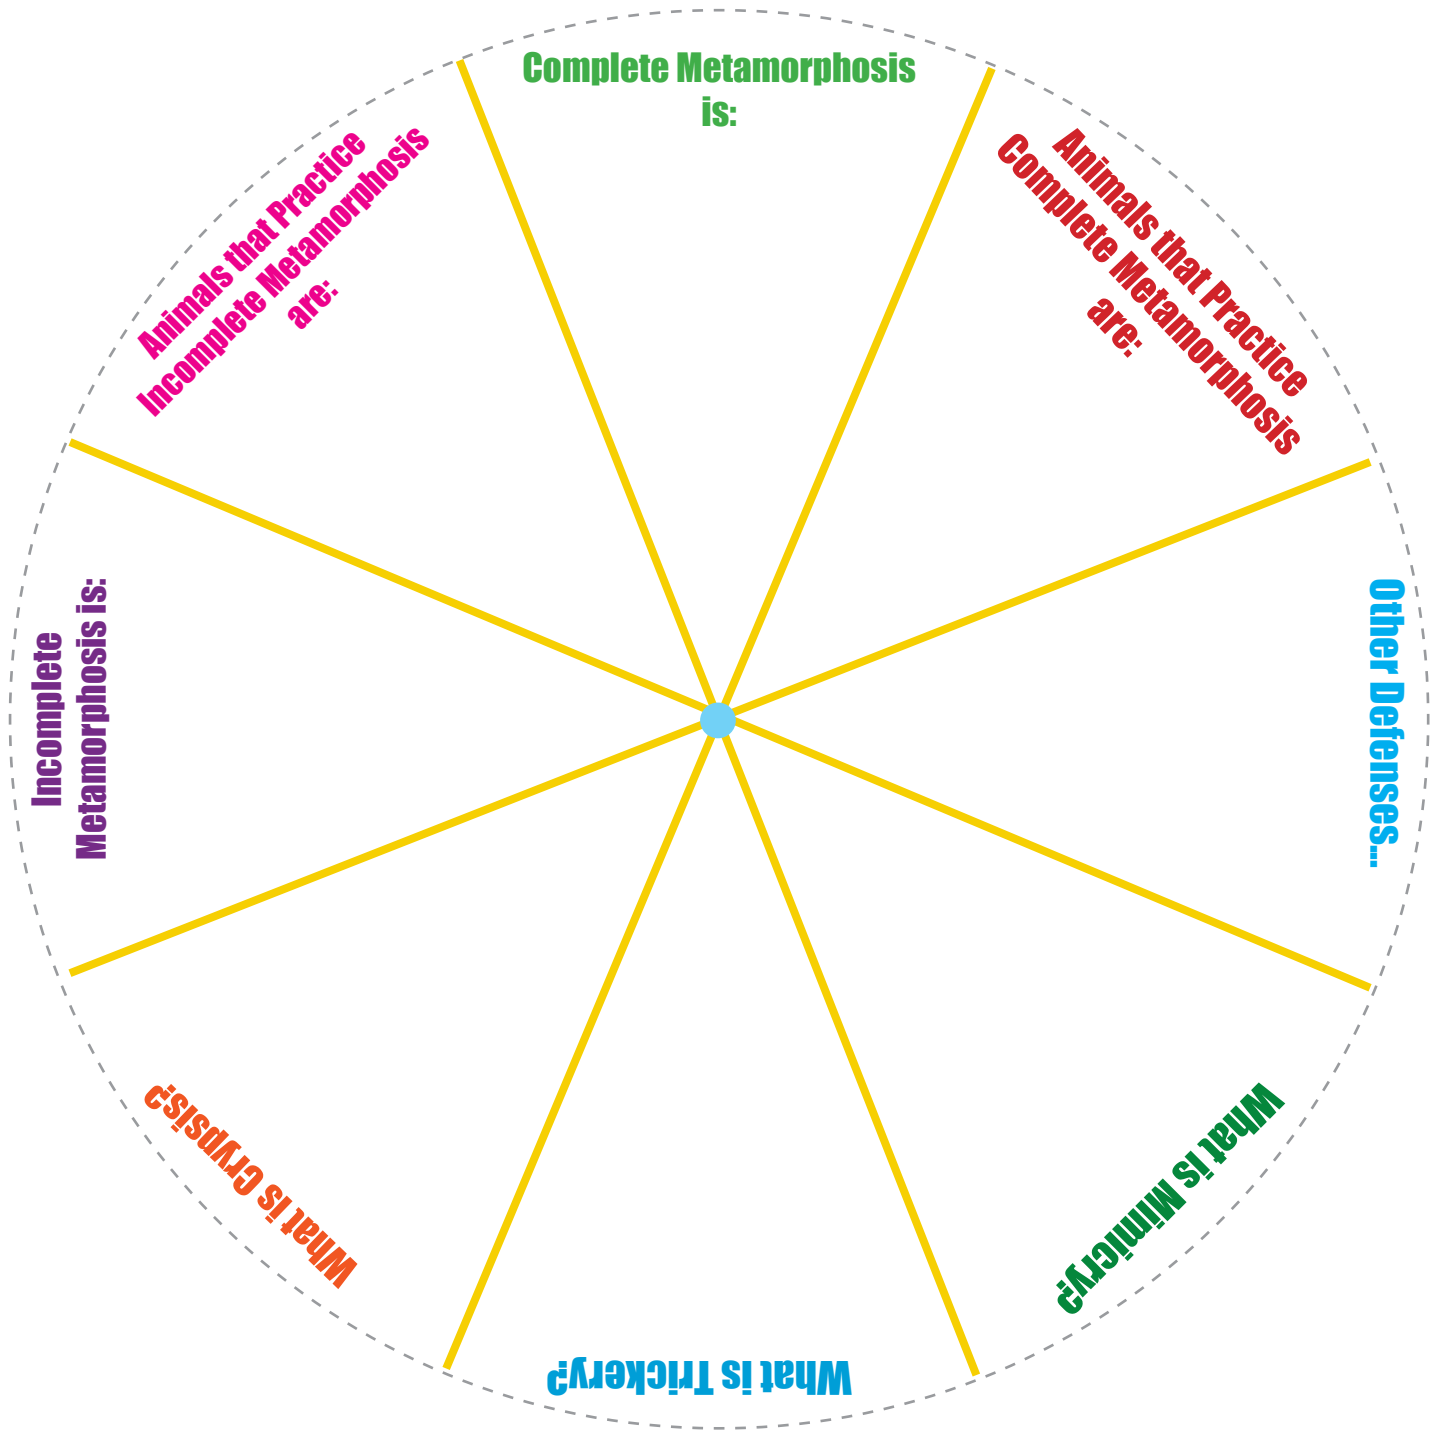 Complete Metamorphosis
is:
Animals that Practice
Complete Metamorphosis
are:
Other Defenses...
What is Mimicry?
What is Trickery?
What is Crypsis?
Incomplete
Metamorphosis is:
Animals that Practice
Incomplete Metamorphosis
are: